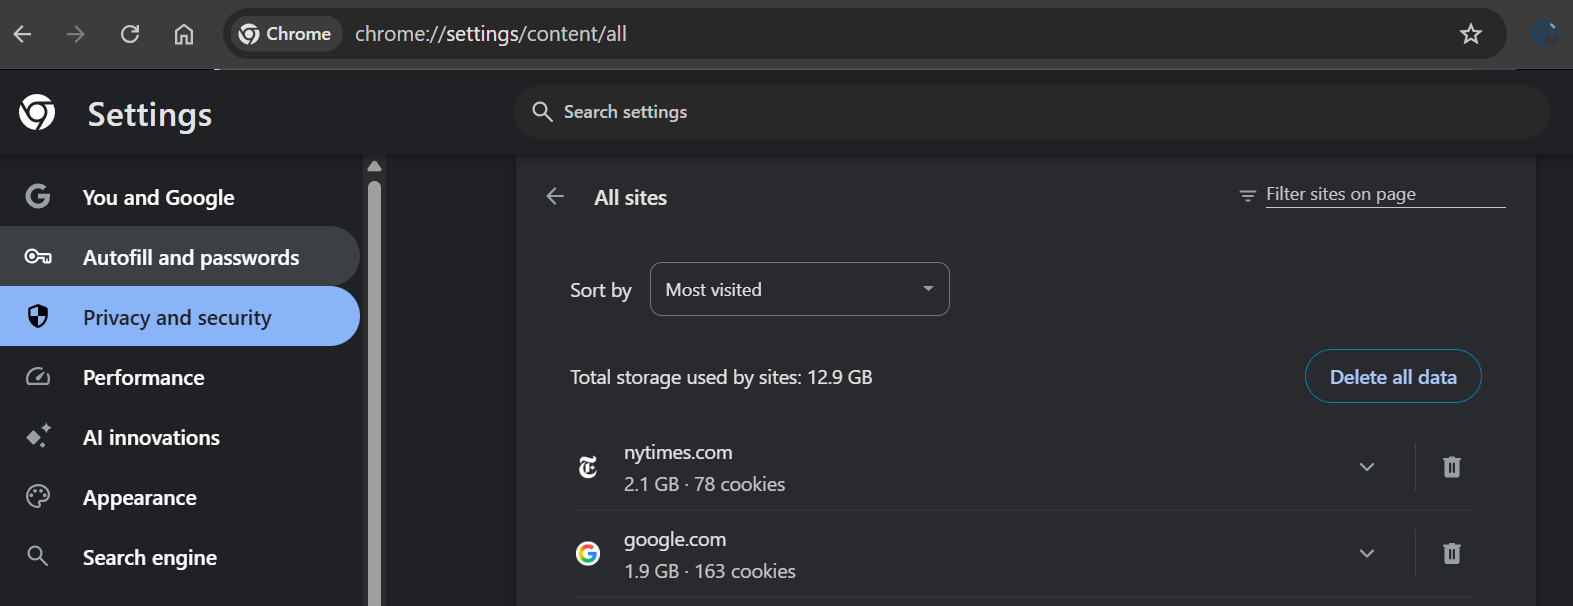 Chrome
chrome://settings/content/all
Settings
Search settings
You and Google
Autofill and passwords
Privacy and security
Performance
AI innovations
Appearance
Search engine
All sites
Filter sites on page
Sort by
Most visited
Total storage used by sites: 12.9 GB
Delete all data
nytimes.com
2.1 GB · 78 cookies
google.com
1.9 GB · 163 cookies